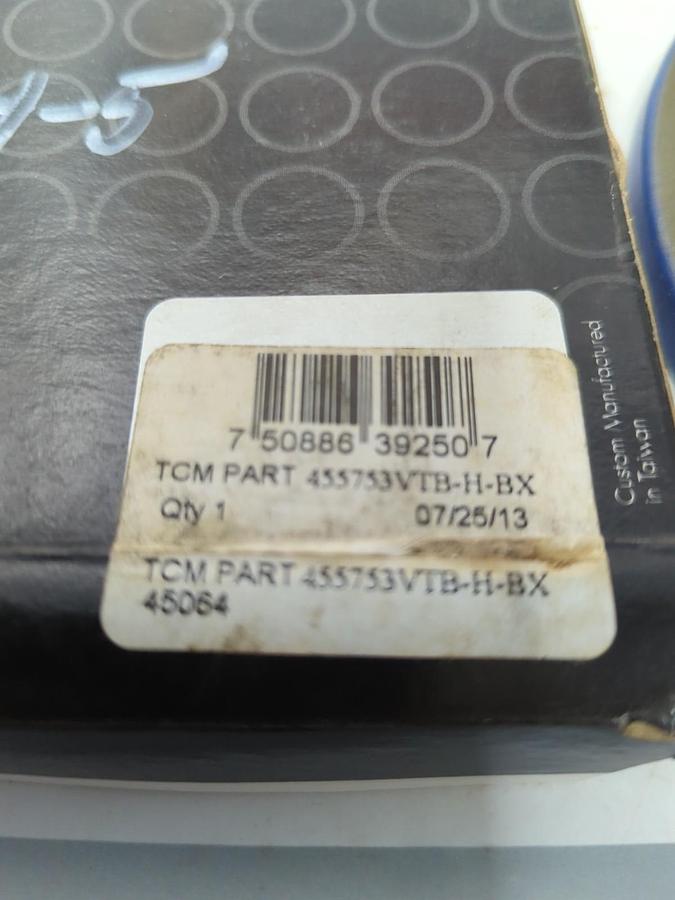 7 50886 39250 7
TCM PART 455753VTB-H-BX
Qty 1 07/25/13
TCM PART 455753VTB-H-BX
45064
Custom Manufactured
in Taiwan